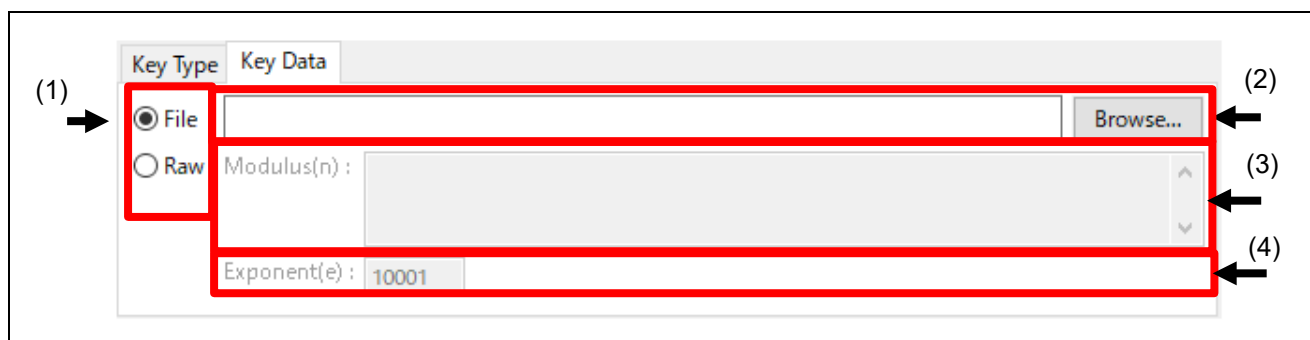 Key Type Key Data
(1) File Browse... (2)
Raw Modulus(n) : (3)
Exponent(e) : 10001 (4)